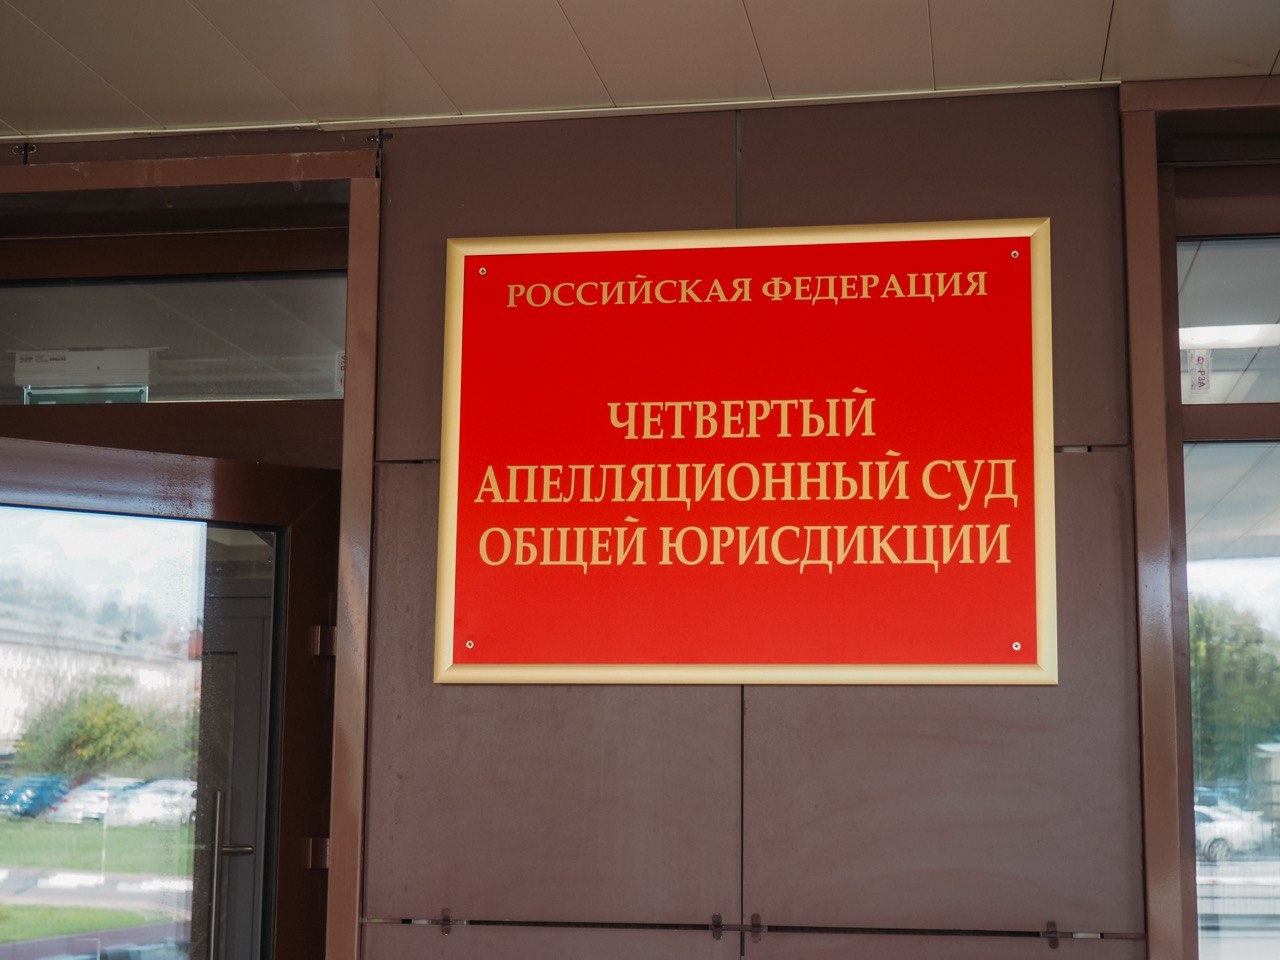 РОССИЙСКАЯ ФЕДЕРАЦИЯ
ЧЕТВЕРТЫЙ
АПЕЛЛЯЦИОННЫЙ СУД
ОБЩЕЙ ЮРИСДИКЦИИ